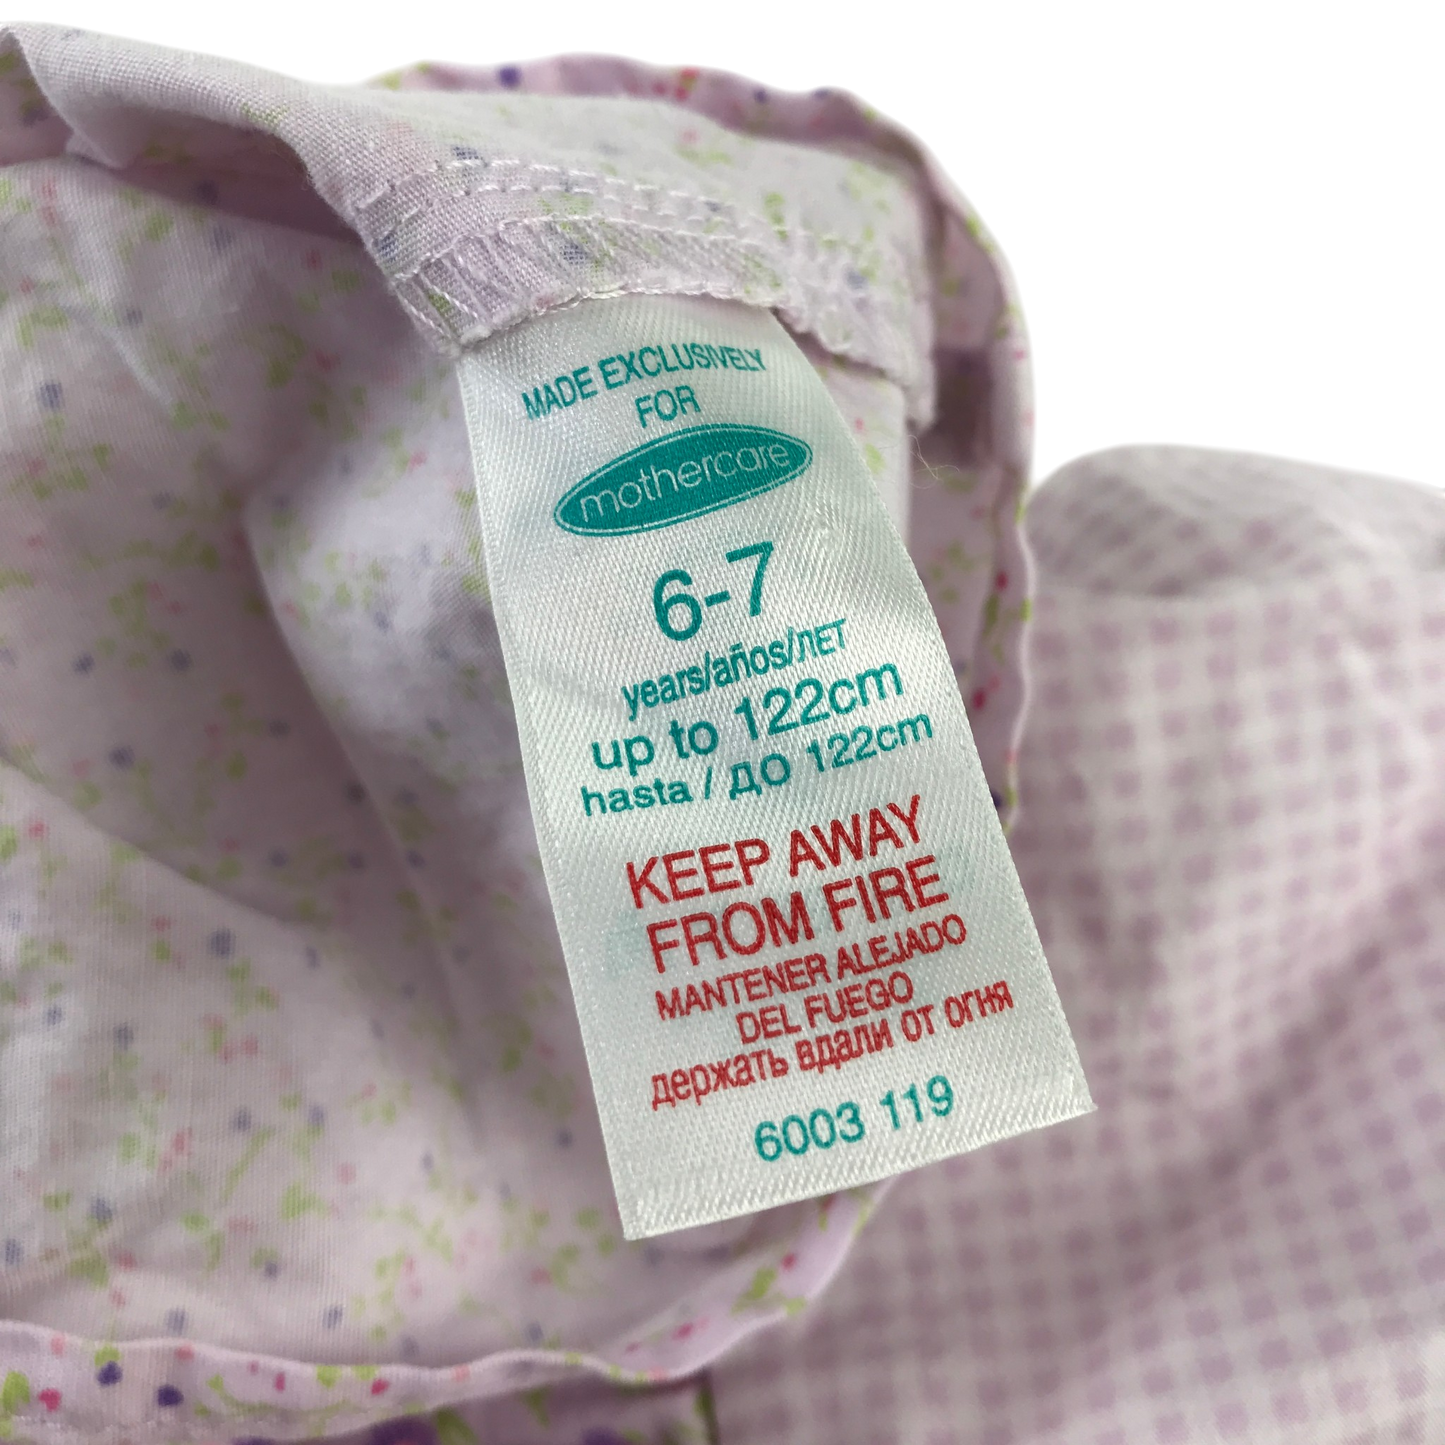 MADE EXCLUSIVELY
FOR
mothercare
6-7
years/años/ЛЕТ
up to 122cm
hasta / ДО 122cm
KEEP AWAY
FROM FIRE
MANTENER ALEJADO
DEL FUEGO
держать вдали от огня
6003 119